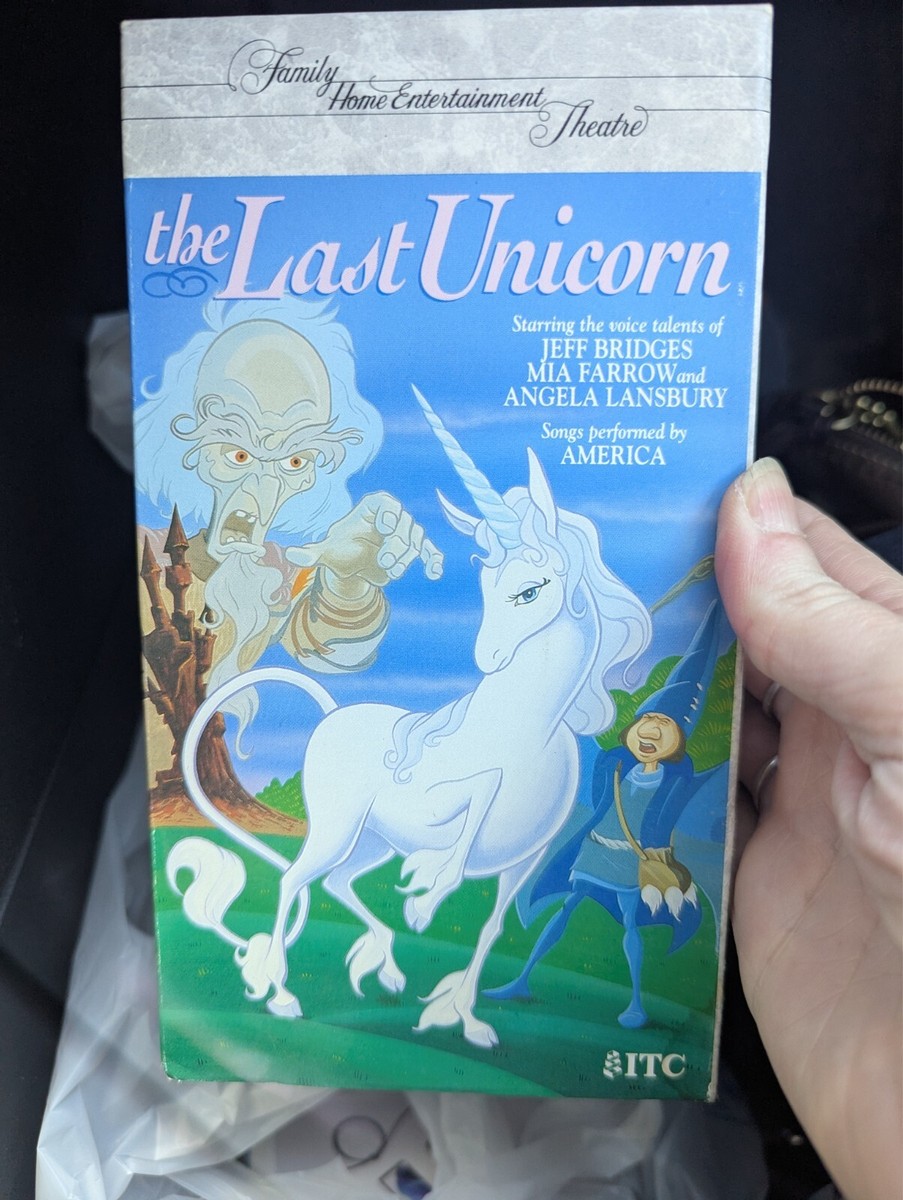 Family
Home Entertainment
Theatre
the Last Unicorn
Starring the voice talents of
JEFF BRIDGES
MIA FARROW and
ANGELA LANSBURY
Songs performed by
AMERICA
ITC